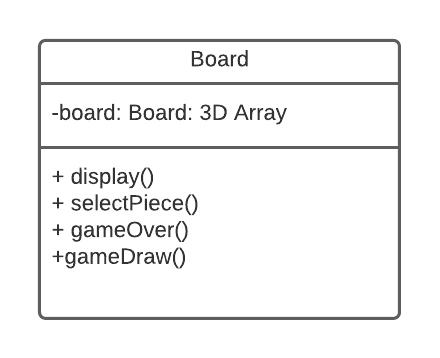 Board
-board: Board: 3D Array
+ display()
+ selectPiece()
+ gameOver()
+gameDraw()